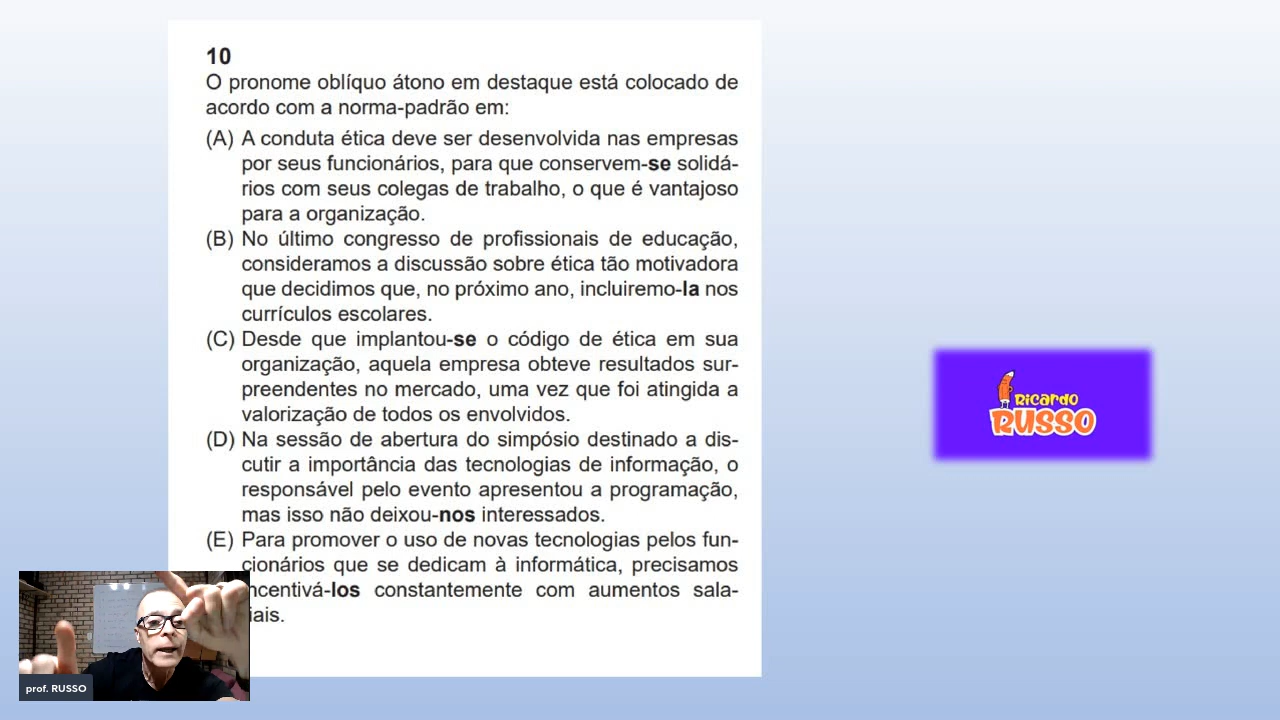 10
O pronome oblíquo átono em destaque está colocado de
acordo com a norma-padrão em:
(A) A conduta ética deve ser desenvolvida nas empresas
por seus funcionários, para que conservem-se solidá-
rios com seus colegas de trabalho, o que é vantajoso
para a organização.
(B) No último congresso de profissionais de educação,
consideramos a discussão sobre ética tão motivadora
que decidimos que, no próximo ano, incluiremo-la nos
currículos escolares.
(C) Desde que implantou-se o código de ética em sua
organização, aquela empresa obteve resultados sur-
preendentes no mercado, uma vez que foi atingida a
valorização de todos os envolvidos.
(D) Na sessão de abertura do simpósio destinado a dis-
cutir a importância das tecnologias de informação, o
responsável pelo evento apresentou a programação,
mas isso não deixou-nos interessados.
(E) Para promover o uso de novas tecnologias pelos fun-
cionários que se dedicam à informática, precisamos
ncentivá-los constantemente com aumentos sala-
iais.
Ricardo
RUSSO
prof. RUSSO